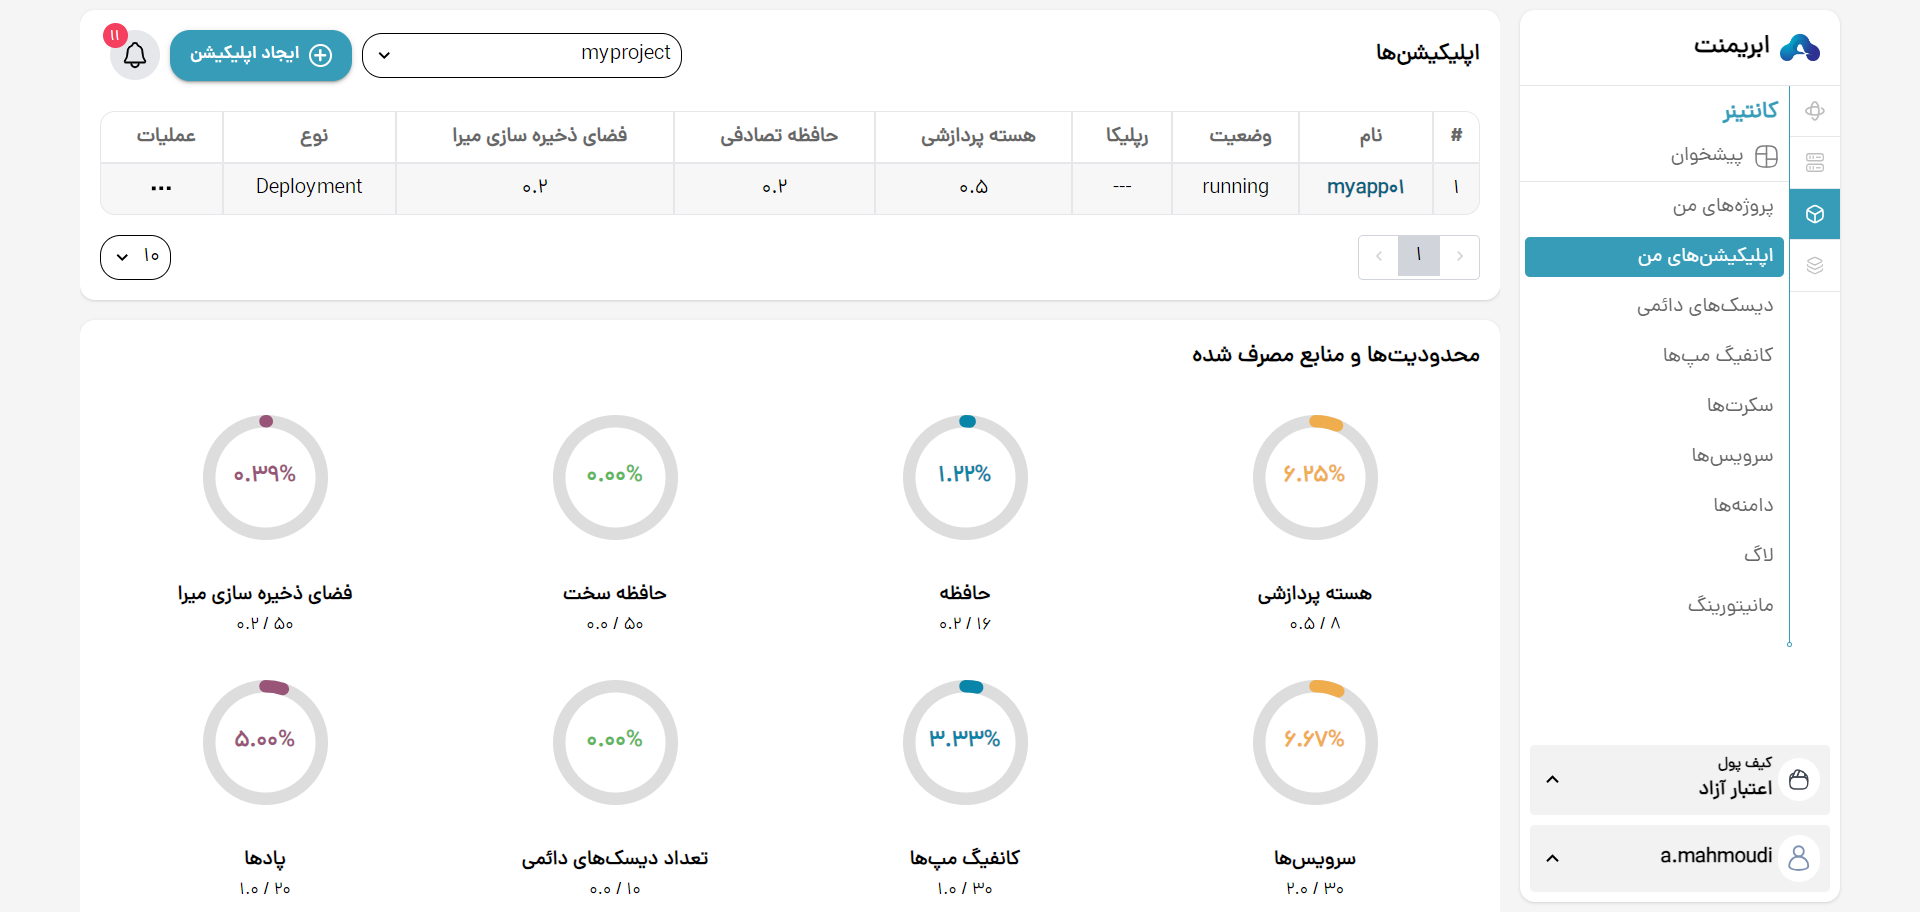 ابریمنت
کانتینر
پیشخوان
پروژه‌های من
اپلیکیشن‌های من
دیسک‌های دائمی
کانفیگ مپ‌ها
سکرت‌ها
سرویس‌ها
دامنه‌ها
لاگ
مانیتورینگ
کیف پول
اعتبار آزاد
a.mahmoudi
اپلیکیشن‌ها
myproject
ایجاد اپلیکیشن
۱۱
# نام وضعیت رپلیکا هسته پردازشی حافظه تصادفی فضای ذخیره سازی میرا نوع عملیات
۱ myapp۰۱ running --- ۰.۵ ۰.۲ ۰.۲ Deployment ...
۱
۱۰
محدودیت‌ها و منابع مصرف شده
۶.۲۵% ۱.۲۲% ۰.۰۰% ۰.۳۹%
هسته پردازشی حافظه حافظه سخت فضای ذخیره سازی میرا
۰.۵ / ۸ ۰.۲ / ۱۶ ۰.۰ / ۵۰ ۰.۲ / ۵۰
۶.۶۷% ۳.۳۳% ۰.۰۰% ۵.۰۰%
سرویس‌ها کانفیگ مپ‌ها تعداد دیسک‌های دائمی پادها
۲.۰ / ۳۰ ۱.۰ / ۳۰ ۰.۰ / ۱۰ ۱.۰ / ۲۰